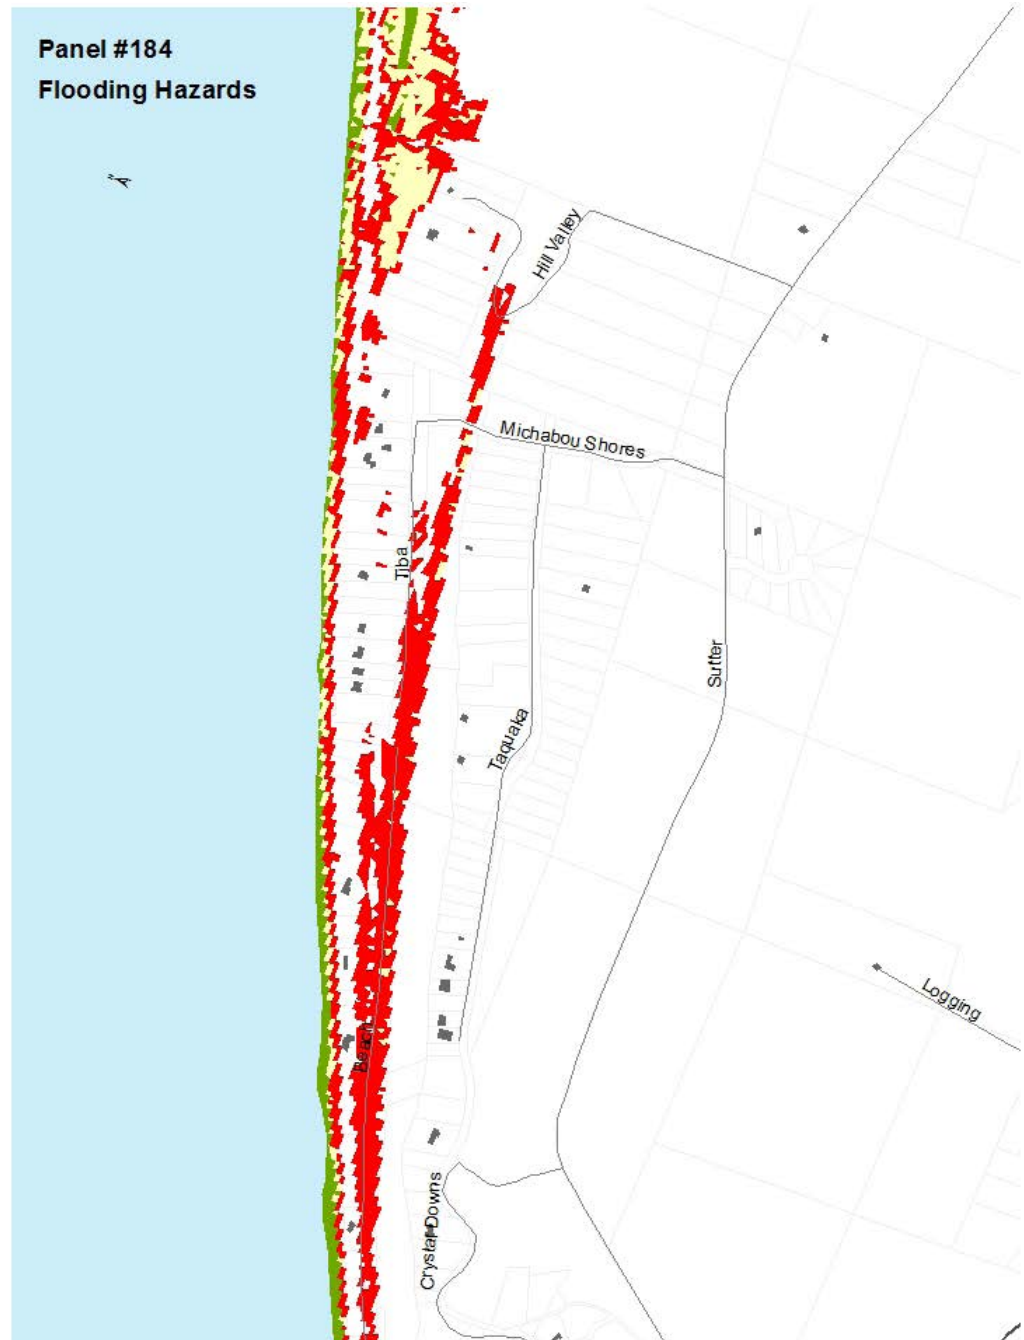 Panel #184
Flooding Hazards
Hill Valley
Michabou Shores
Tiba
Sutter
Taquaka
Logging
Beach
Crystal Downs